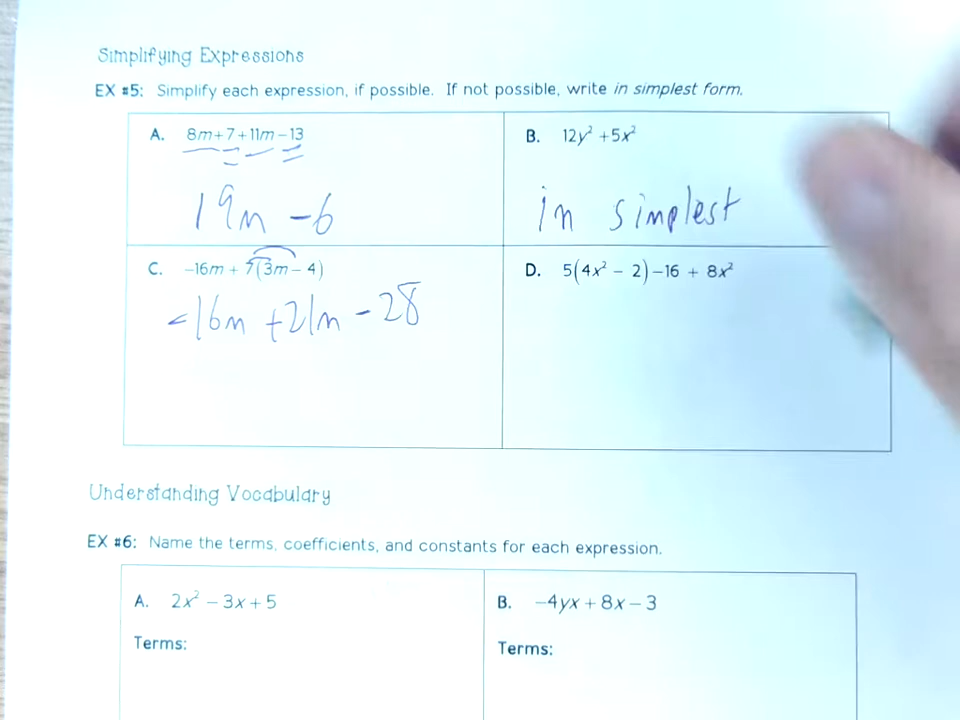 Simplifying Expressions
EX #5: Simplify each expression, if possible. If not possible, write in simplest form.
A. 8m+7+11m-13
19m -6
B. 12y² +5x²
in simplest
C. -16m + 7(3m - 4)
-16m +21m -28
D. 5(4x² - 2)-16 + 8x²
Understanding Vocabulary
EX #6: Name the terms, coefficients, and constants for each expression.
A. 2x² - 3x + 5
Terms:
B. -4yx + 8x - 3
Terms: